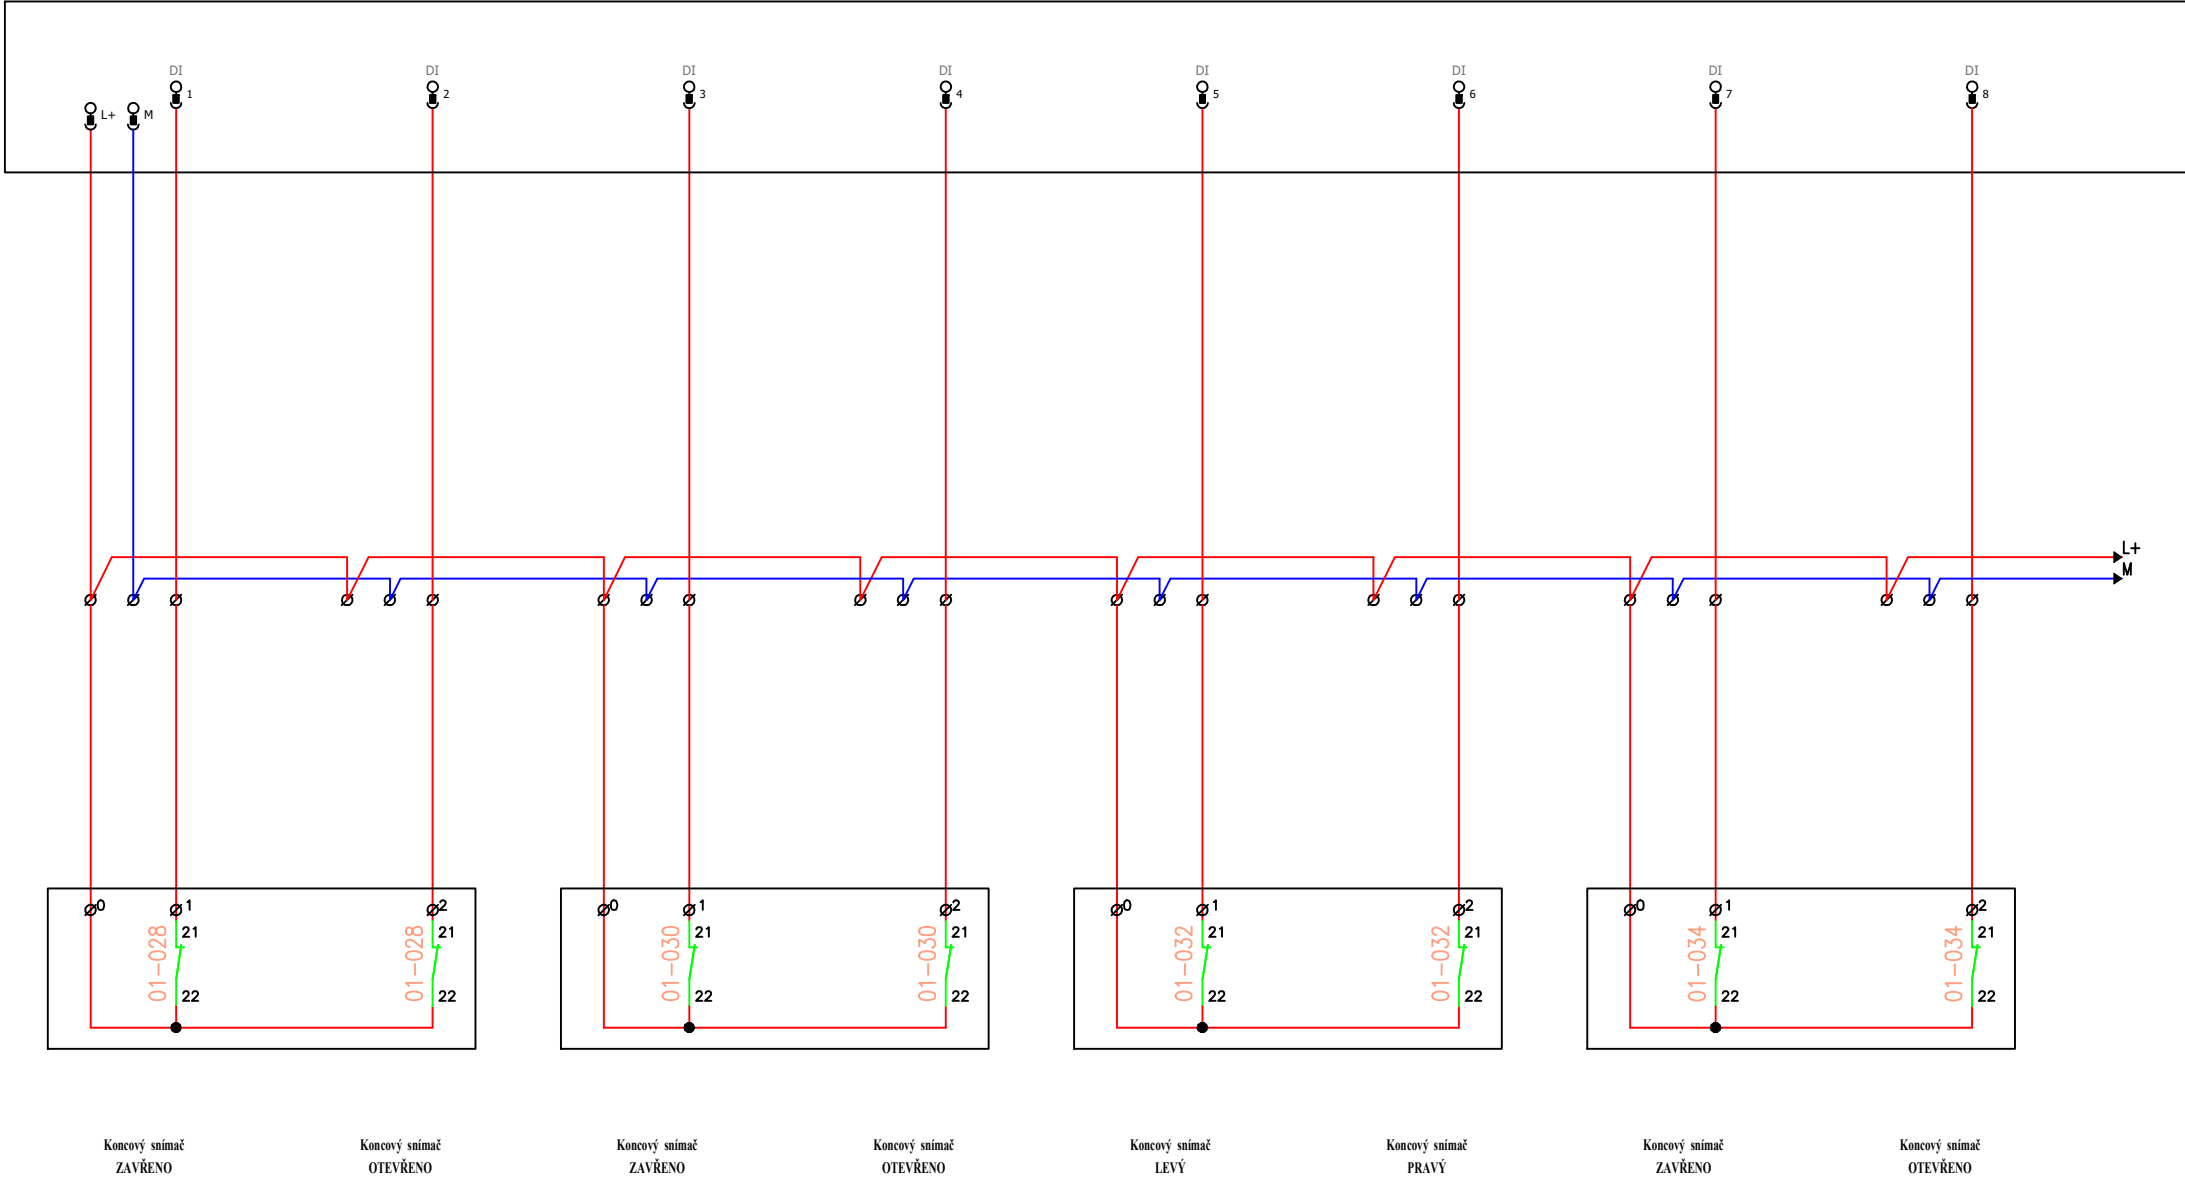 DI DI DI DI DI DI DI DI
1 2 3 4 5 6 7 8
L+ M
L+
M
0 1 2 0 1 2 0 1 2 0 1 2
21 21 21 21 21 21 21 21
01-028 01-028 01-030 01-030 01-032 01-032 01-034 01-034
22 22 22 22 22 22 22 22
Koncový snímač Koncový snímač Koncový snímač Koncový snímač Koncový snímač Koncový snímač Koncový snímač Koncový snímač
ZAVŘENO OTEVŘENO ZAVŘENO OTEVŘENO LEVÝ PRAVÝ ZAVŘENO OTEVŘENO